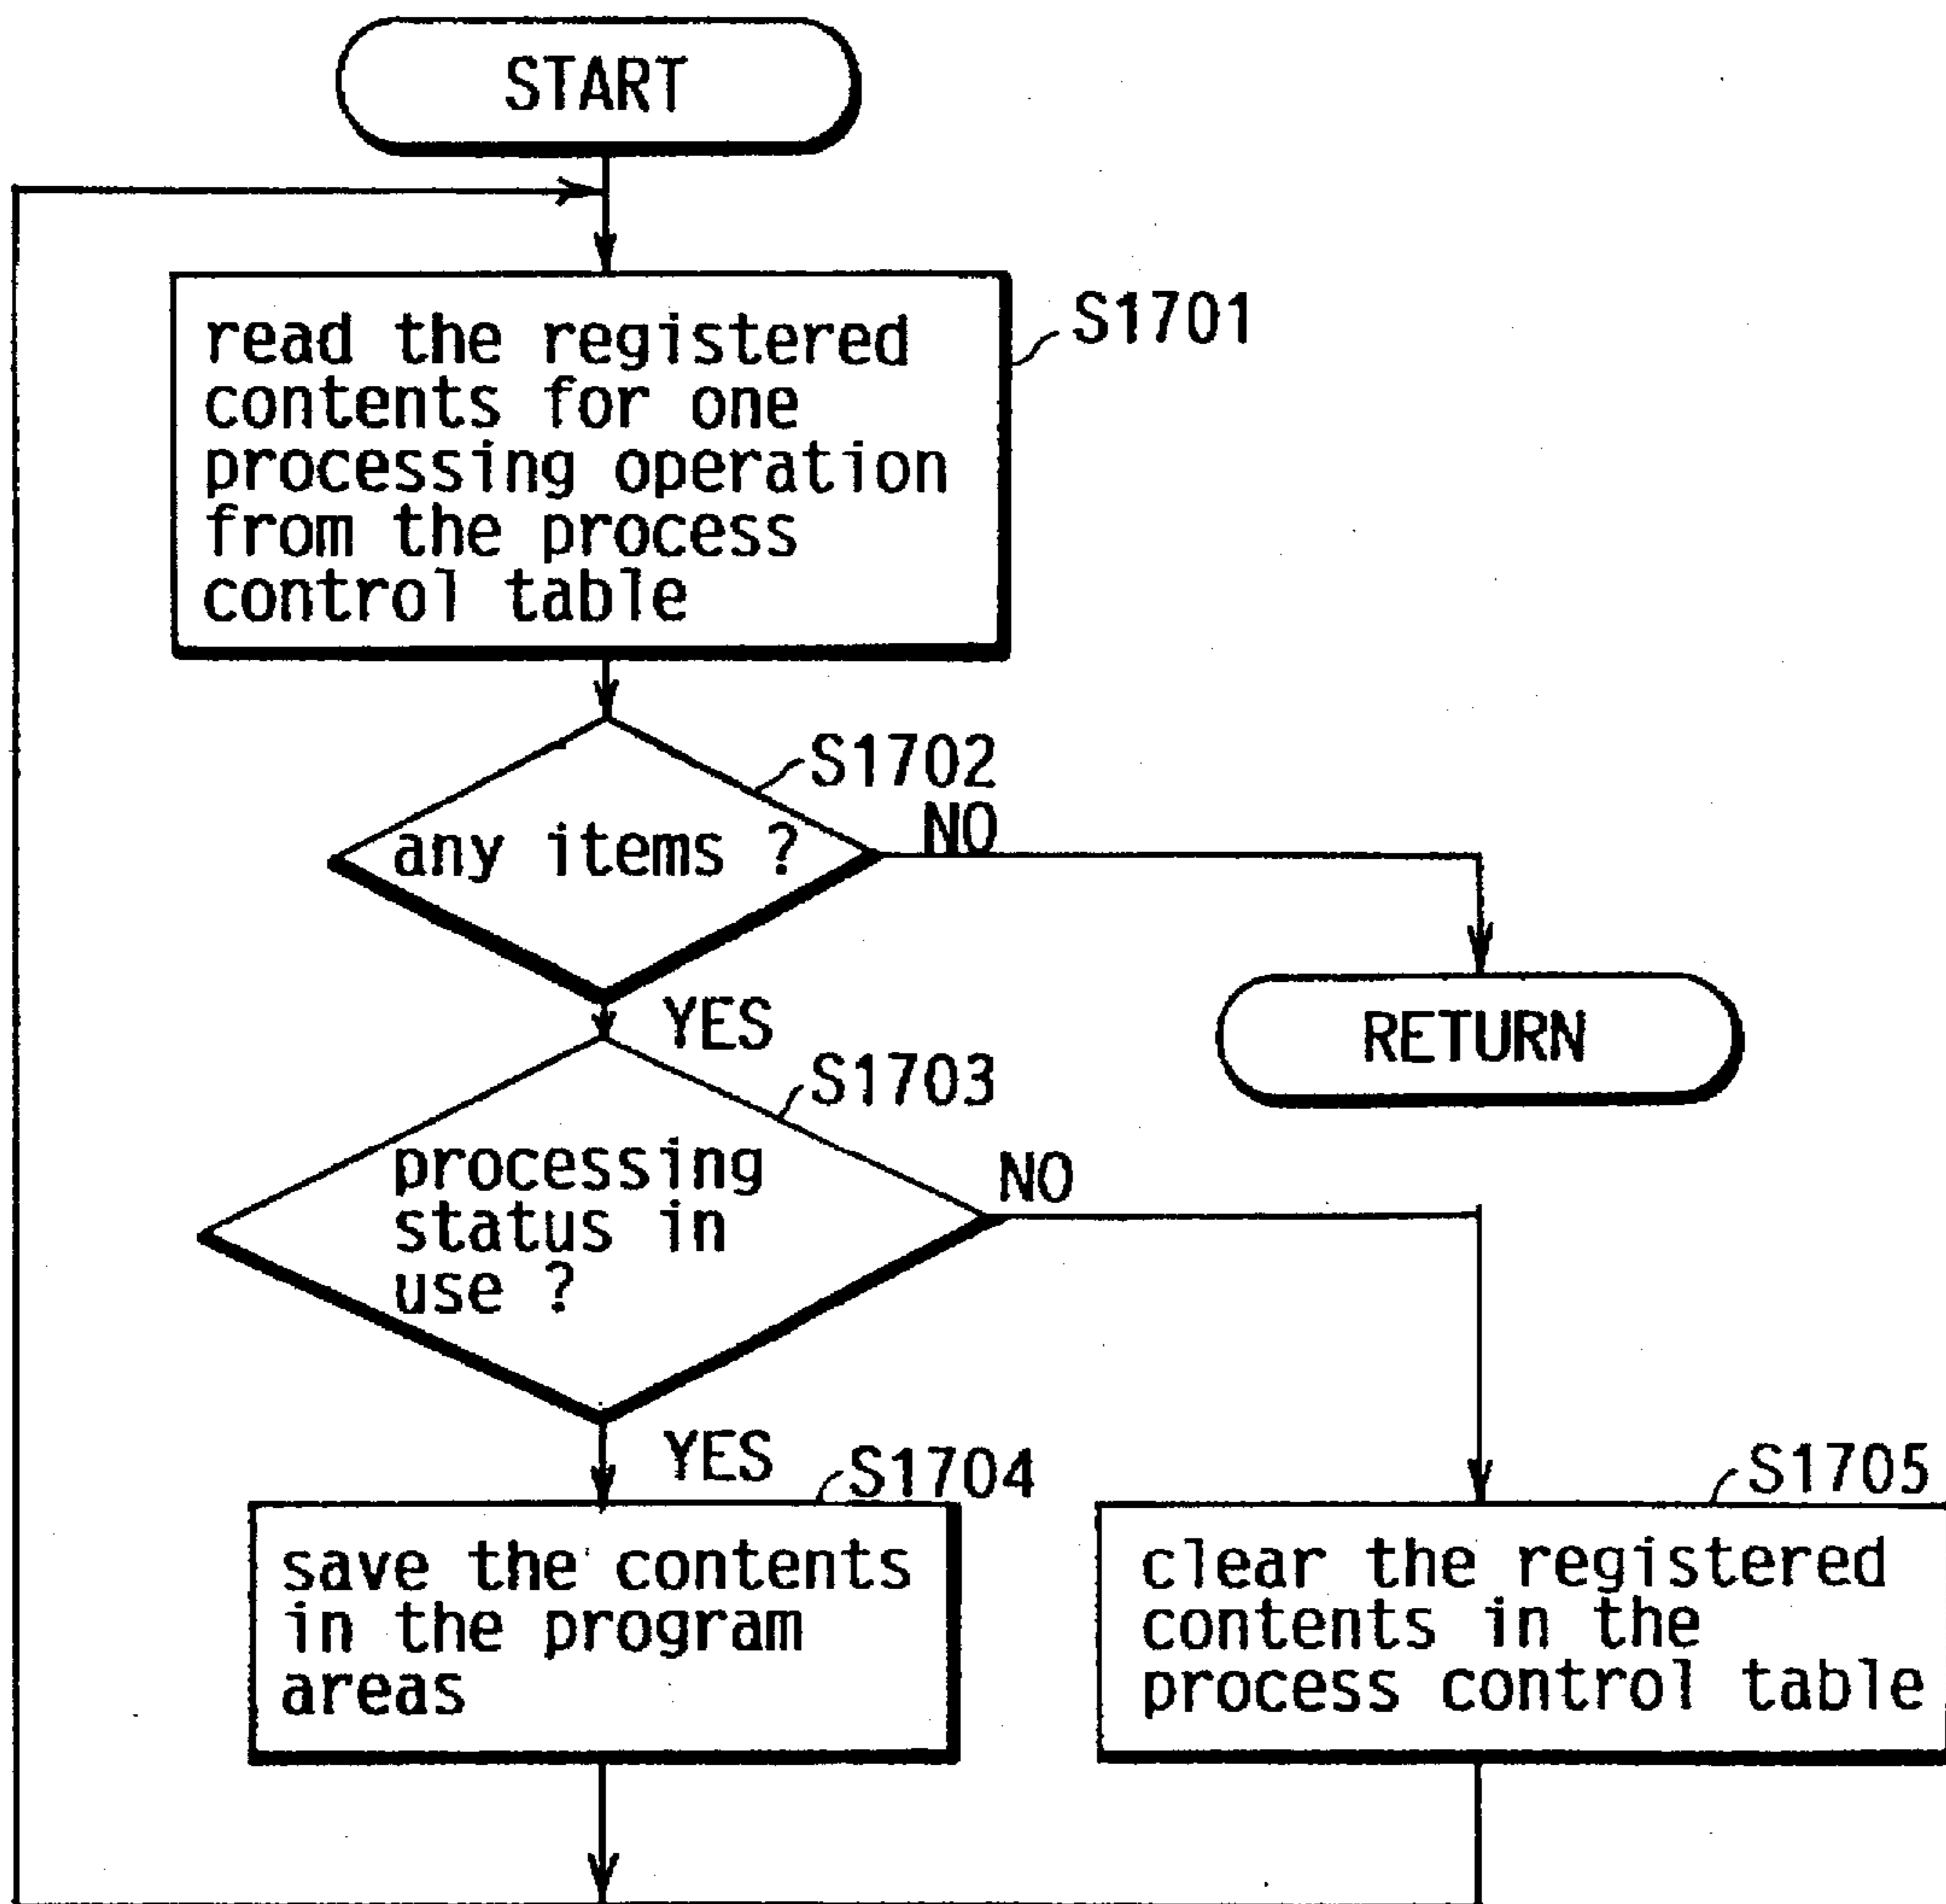 START
read the registered
contents for one
processing operation
from the process
control table
S1701
S1702
any items ?
NO
YES
RETURN
S1703
processing
status in
use ?
NO
YES
S1704
save the contents
in the program
areas
S1705
clear the registered
contents in the
process control table